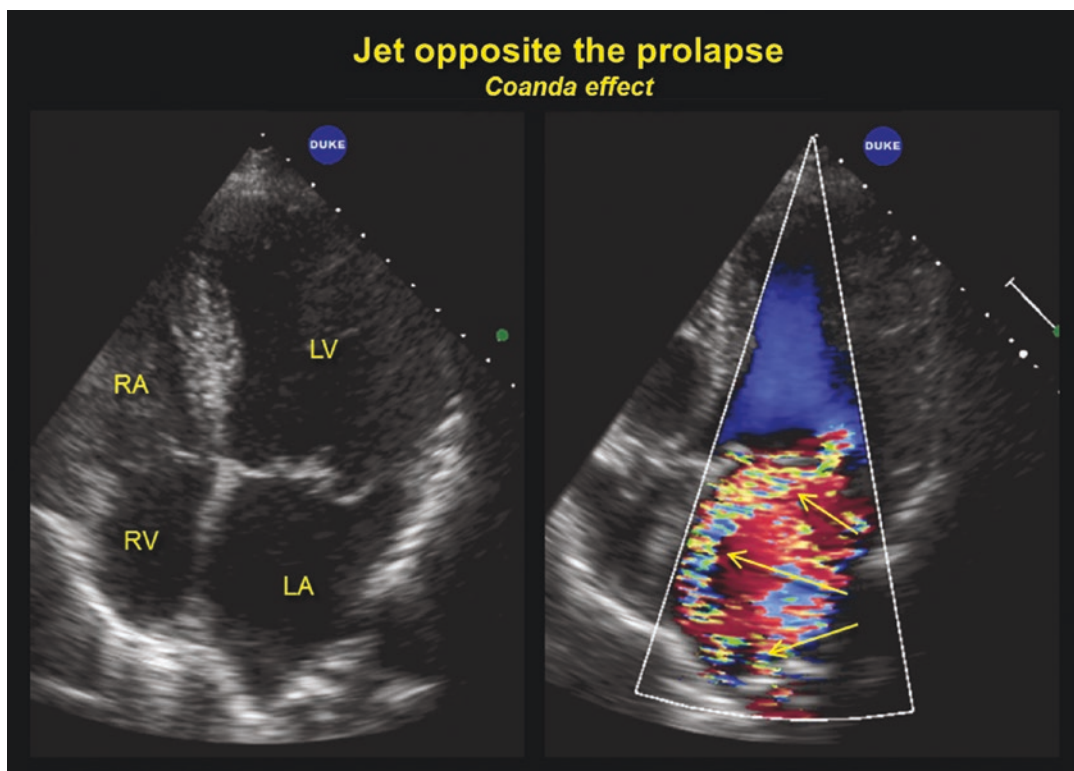 Jet opposite the prolapse
Coanda effect
DUKE
DUKE
LV
RA
RV
LA